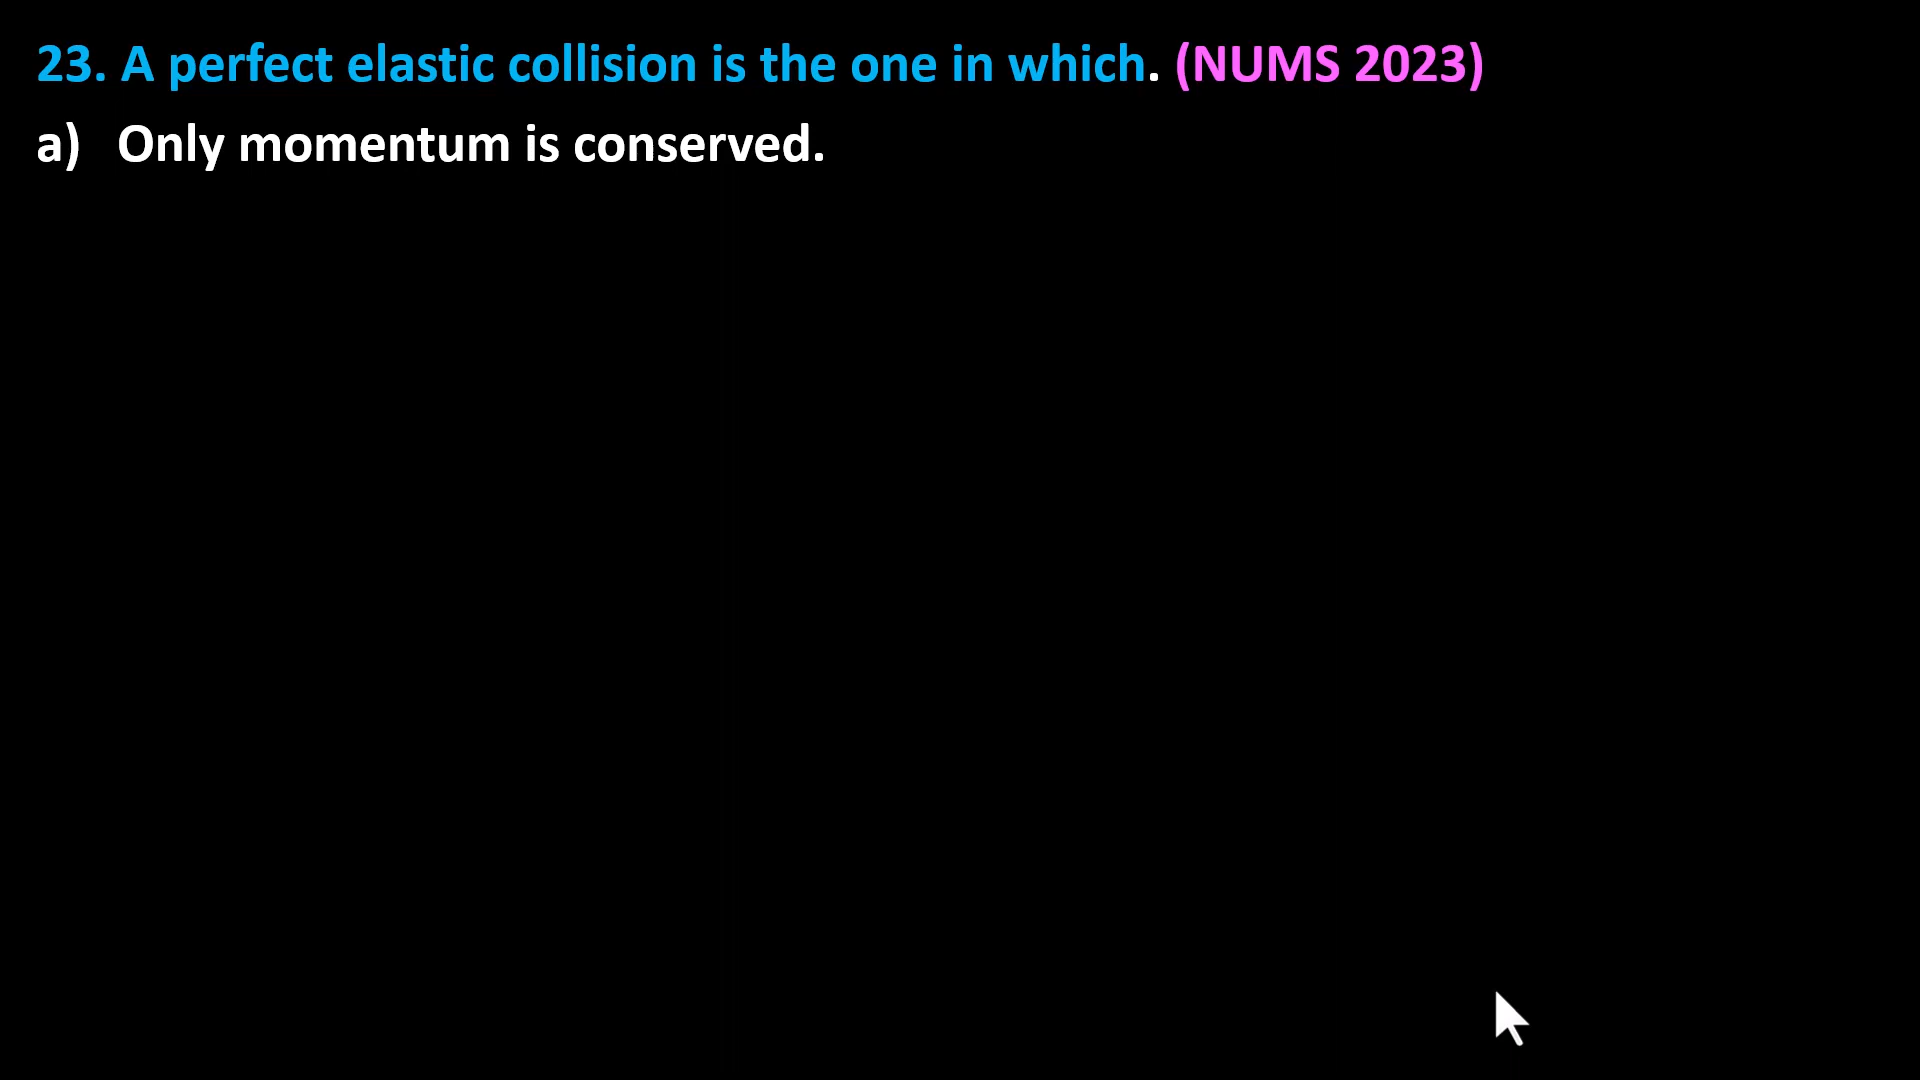 23. A perfect elastic collision is the one in which. (NUMS 2023)
a) Only momentum is conserved.